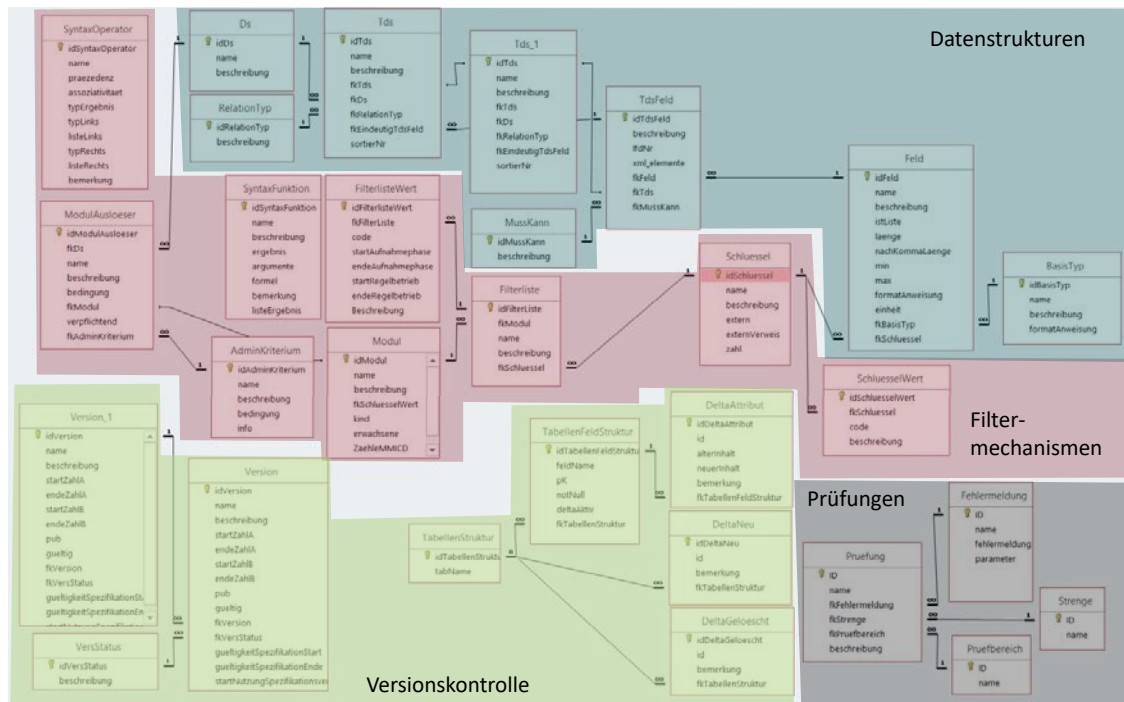 Datenstrukturen
SyntaxOperator
idSyntaxOperator
name
praezedenz
assoziativitaet
typErgebnis
typLinks
listeLinks
typRechts
listeRechts
bemerkung
Ds
idDs
name
beschreibung
RelationTyp
idRelationTyp
beschreibung
Tds
idTds
name
beschreibung
fkTds
fkDs
fkRelationTyp
fkEindeutigTdsFeld
sortierNr
Tds_1
idTds
name
beschreibung
fkTds
fkDs
fkRelationTyp
fkEindeutigTdsFeld
sortierNr
TdsFeld
idTdsFeld
beschreibung
lfdNr
xml_elemente
fkFeld
fkTds
fkMussKann
MussKann
idMussKann
beschreibung
Feld
idFeld
name
beschreibung
istListe
laenge
nachKommaLaenge
min
max
formatAnweisung
einheit
fkBasisTyp
fkSchluessel
BasisTyp
idBasisTyp
name
beschreibung
formatAnweisung
ModulAusloeser
idModulAusloeser
fkDs
name
beschreibung
bedingung
fkModul
verpflichtend
fkAdminKriterium
SyntaxFunktion
idSyntaxFunktion
name
beschreibung
ergebnis
argumente
formel
bemerkung
listeErgebnis
FilterlisteWert
idFilterlisteWert
fkFilterListe
code
startAufnahmephase
endeAufnahmephase
startRegelbetrieb
endeRegelbetrieb
Beschreibung
Filterliste
idFilterListe
fkModul
name
beschreibung
fkSchluessel
Schluessel
idSchluessel
name
beschreibung
extern
externVerweis
zahl
AdminKriterium
idAdminKriterium
name
beschreibung
bedingung
info
Modul
idModul
name
beschreibung
fkSchluesselWert
kind
erwachsene
ZaehleMMICD
SchluesselWert
idSchluesselWert
fkSchluessel
code
beschreibung
Filter-
mechanismen
Version_1
idVersion
name
beschreibung
startZahlA
endeZahlA
startZahlB
endeZahlB
pub
gueltig
fkVersion
fkVersStatus
gueltigkeitSpezifikationSta
gueltigkeitSpezifikationEn
VersStatus
idVersStatus
beschreibung
Version
idVersion
name
beschreibung
startZahlA
endeZahlA
startZahlB
endeZahlB
pub
gueltig
fkVersion
fkVersStatus
gueltigkeitSpezifikationStart
gueltigkeitSpezifikationEnde
startNutzungSpezifikationsver
TabellenStruktur
idTabellenStruktu
tabName
TabellenFeldStruktur
idTabellenFeldStruktu
feldName
pK
notNull
deltaAktiv
fkTabellenStruktur
DeltaAttribut
idDeltaAttribut
id
alterInhalt
neuerInhalt
bemerkung
fkTabellenFeldStruktur
DeltaNeu
idDeltaNeu
id
bemerkung
fkTabellenStruktur
DeltaGeloescht
idDeltaGeloescht
id
bemerkung
fkTabellenStruktur
Versionskontrolle
Prüfungen
Pruefung
ID
name
fkFehlermeldung
fkStrenge
fkPruefbereich
beschreibung
Fehlermeldung
ID
name
fehlermeldung
parameter
Strenge
ID
name
Pruefbereich
ID
name